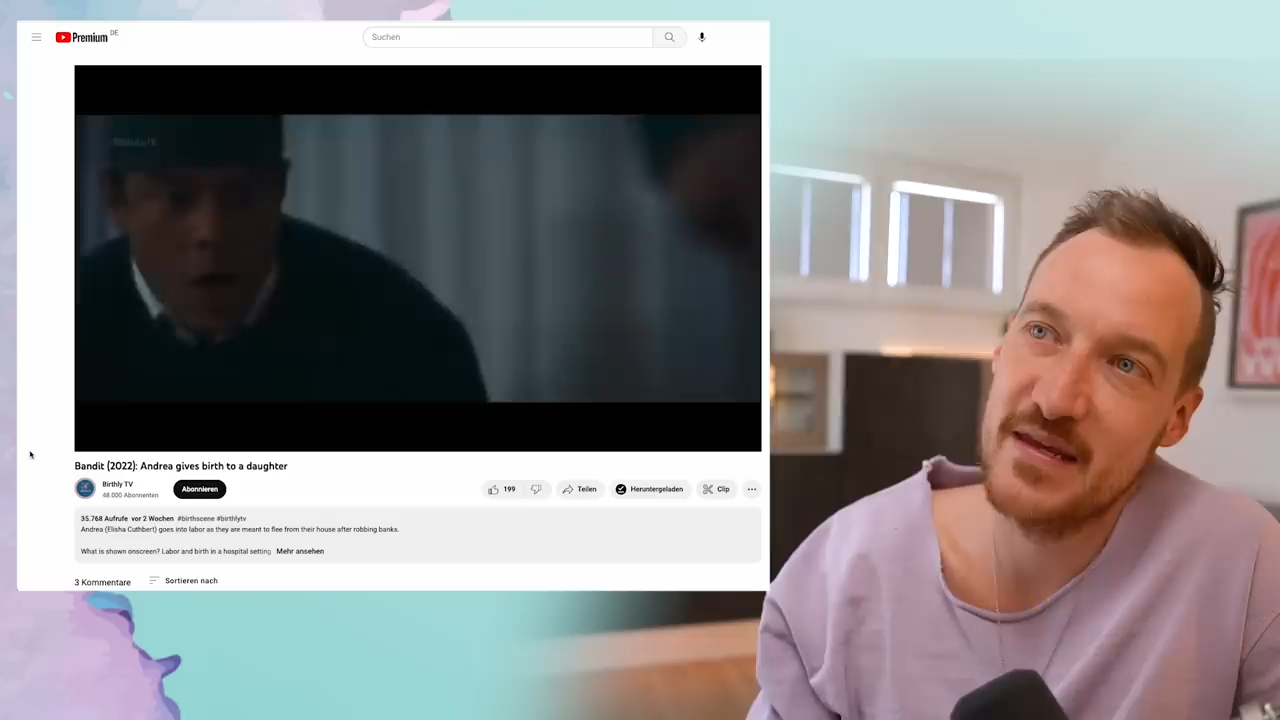 Premium DE
Suchen
BirthlyTV
Bandit (2022): Andrea gives birth to a daughter
Birthly TV
48.000 Abonnenten
Abonnieren
199
Teilen
Heruntergeladen
Clip
35.768 Aufrufe vor 2 Wochen #birthscene #birthlytv
Andrea (Elisha Cuthbert) goes into labor as they are meant to flee from their house after robbing banks.
What is shown onscreen? Labor and birth in a hospital setting. Mehr ansehen
3 Kommentare
Sortieren nach